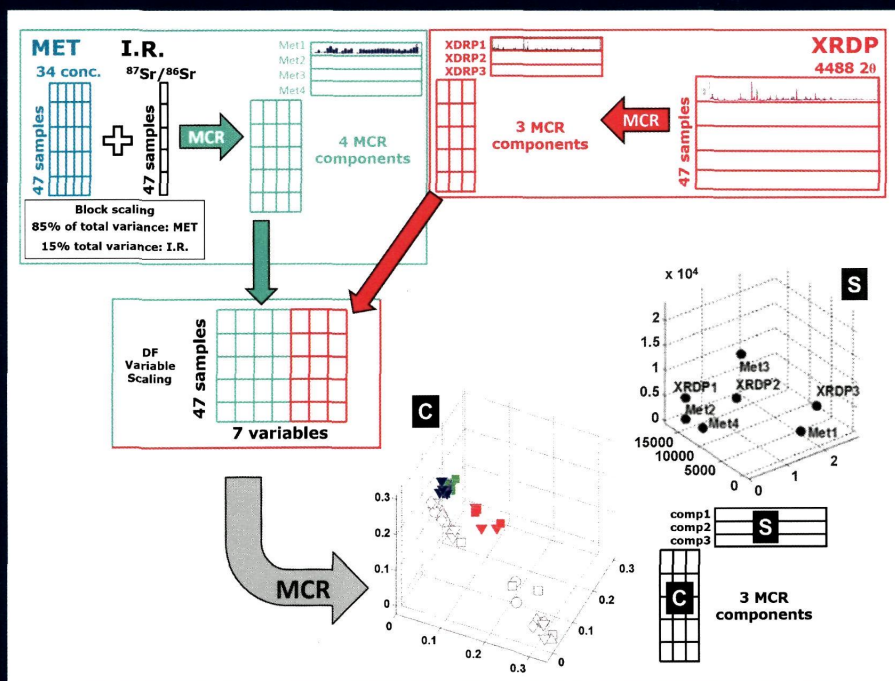 MET
I.R.
34 conc.
⁸⁷Sr/⁸⁶Sr
47 samples
47 samples
MCR
Met1
Met2
Met3
Met4
4 MCR
components
Block scaling
85% of total variance: MET
15% total variance: I.R.
XDRP1
XDRP2
XDRP3
3 MCR
components
MCR
XRDP
4488 2θ
47 samples
DF
Variable
Scaling
47 samples
7 variables
MCR
C
0.3
0.2
0.1
0
0
0.1
0.2
0.3
0
0.1
0.2
0.3
S
x 10⁴
2
1.5
1
0.5
0
15000
10000
5000
0
0
1
2
Met3
XRDP1
XRDP2
XRDP3
Met2
Met4
Met1
comp1
comp2
comp3
S
C
3 MCR
components